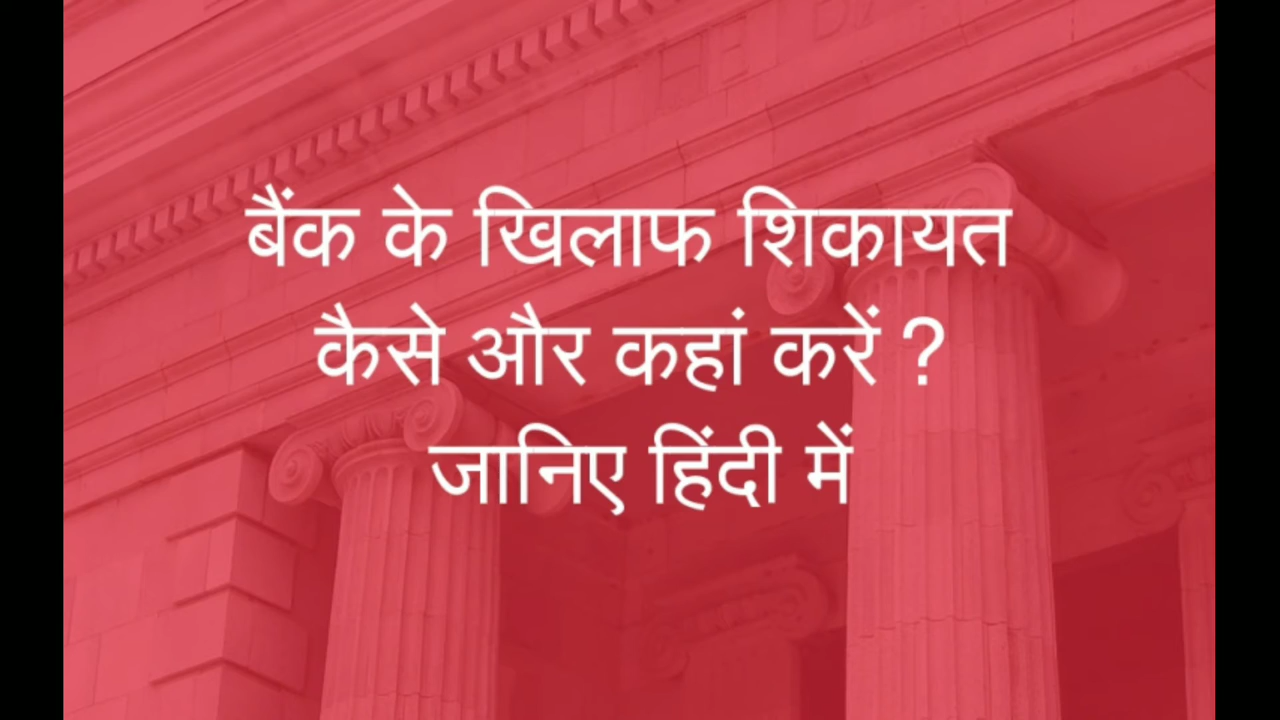 बैंक के खिलाफ शिकायत
कैसे और कहां करें ?
जानिए हिंदी में